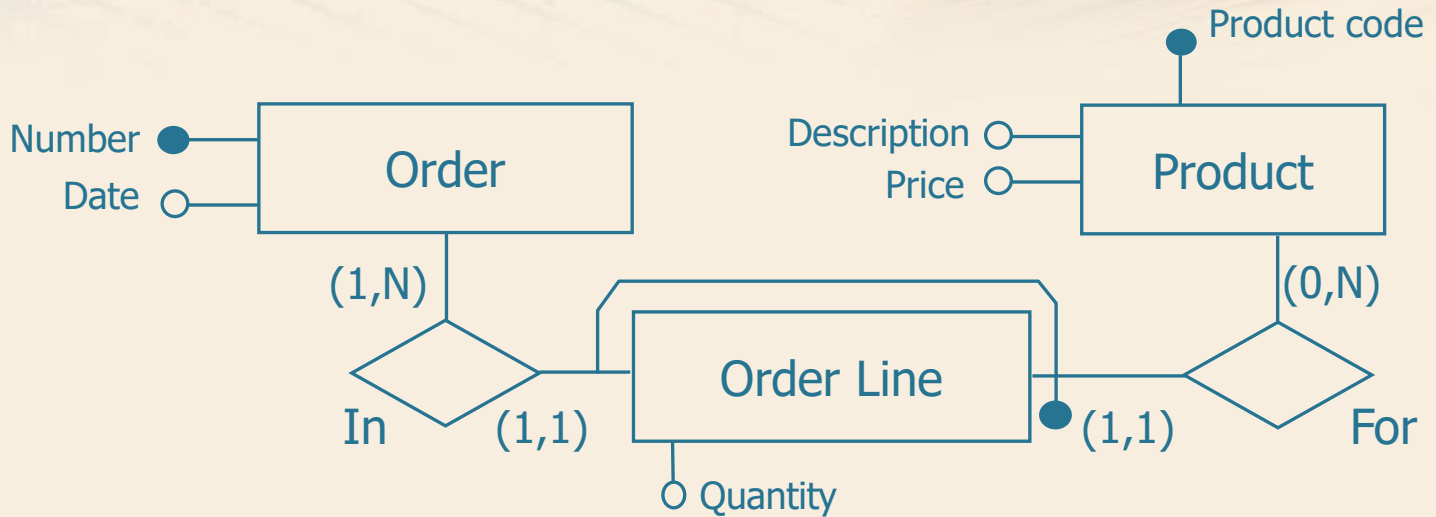 Product code
Number
Date
Order
Description
Price
Product
(1,N)
(0,N)
Order Line
In
(1,1)
(1,1)
For
Quantity